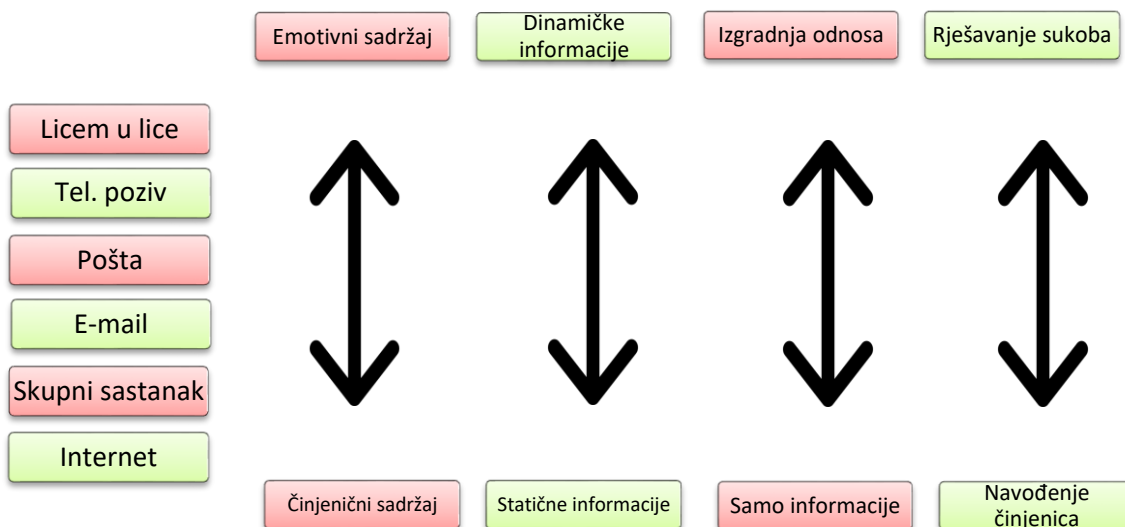 Emotivni sadržaj
Dinamičke
informacije
Izgradnja odnosa
Rješavanje sukoba
Licem u lice
Tel. poziv
Pošta
E-mail
Skupni sastanak
Internet
Činjenični sadržaj
Statične informacije
Samo informacije
Navođenje
činjenica